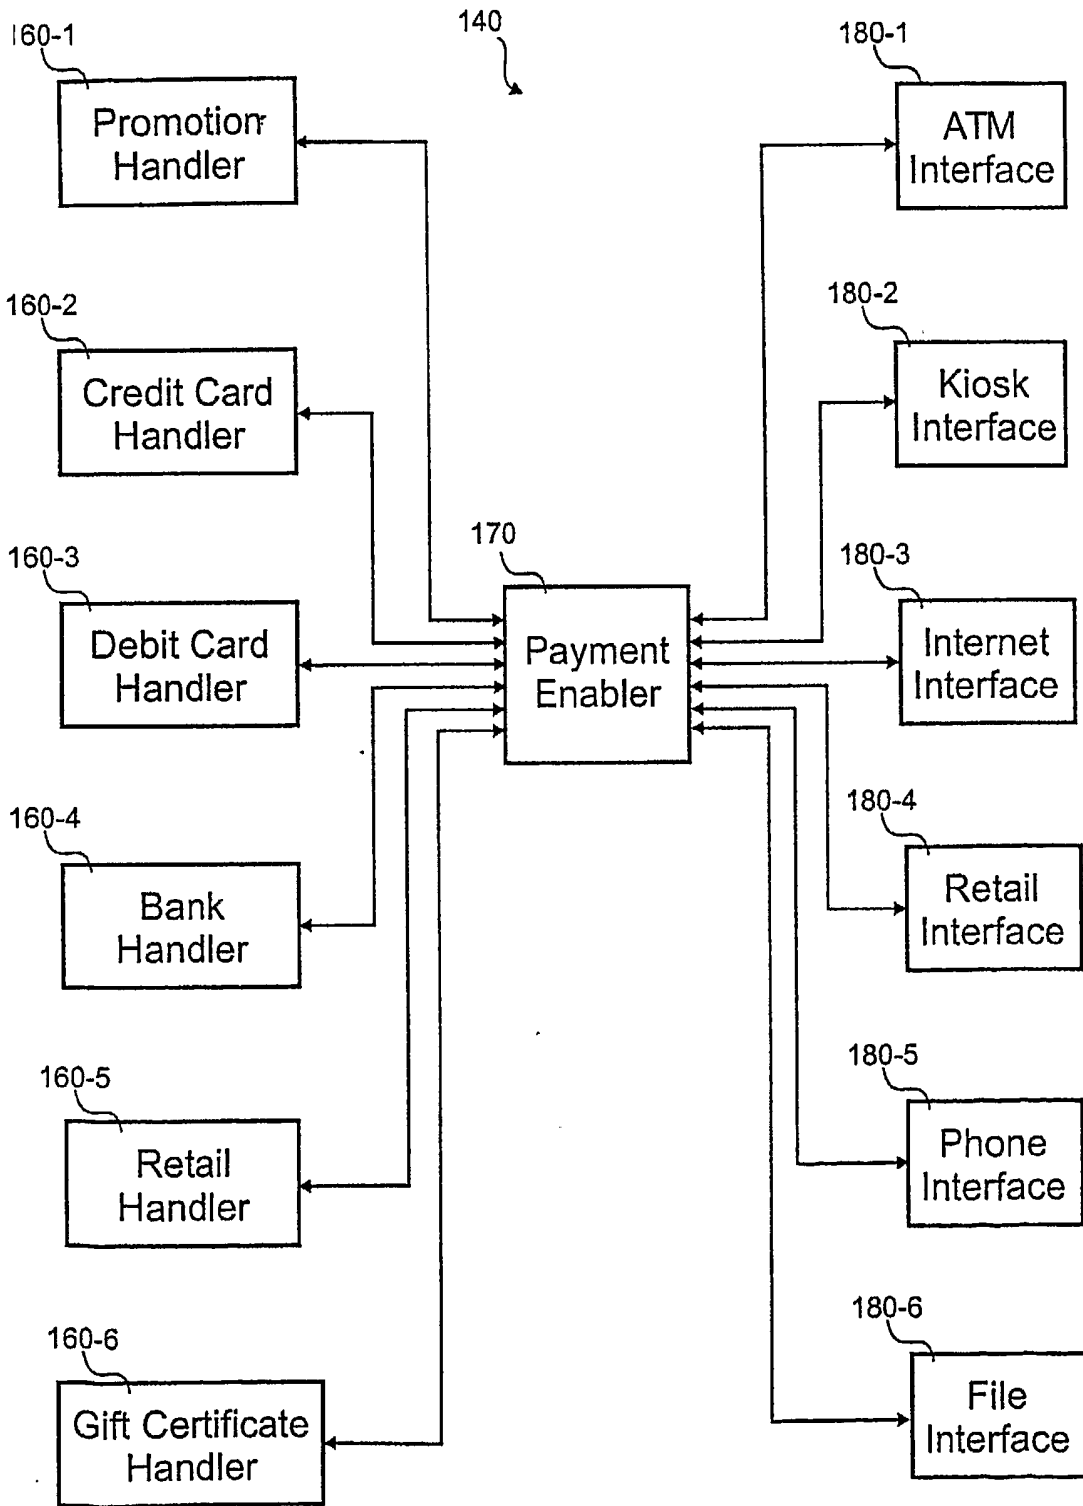 160-1
140
180-1
Promotion
Handler
ATM
Interface
160-2
180-2
Credit Card
Handler
Kiosk
Interface
160-3
170
180-3
Debit Card
Handler
Payment
Enabler
Internet
Interface
160-4
180-4
Bank
Handler
Retail
Interface
160-5
180-5
Retail
Handler
Phone
Interface
160-6
180-6
Gift Certificate
Handler
File
Interface